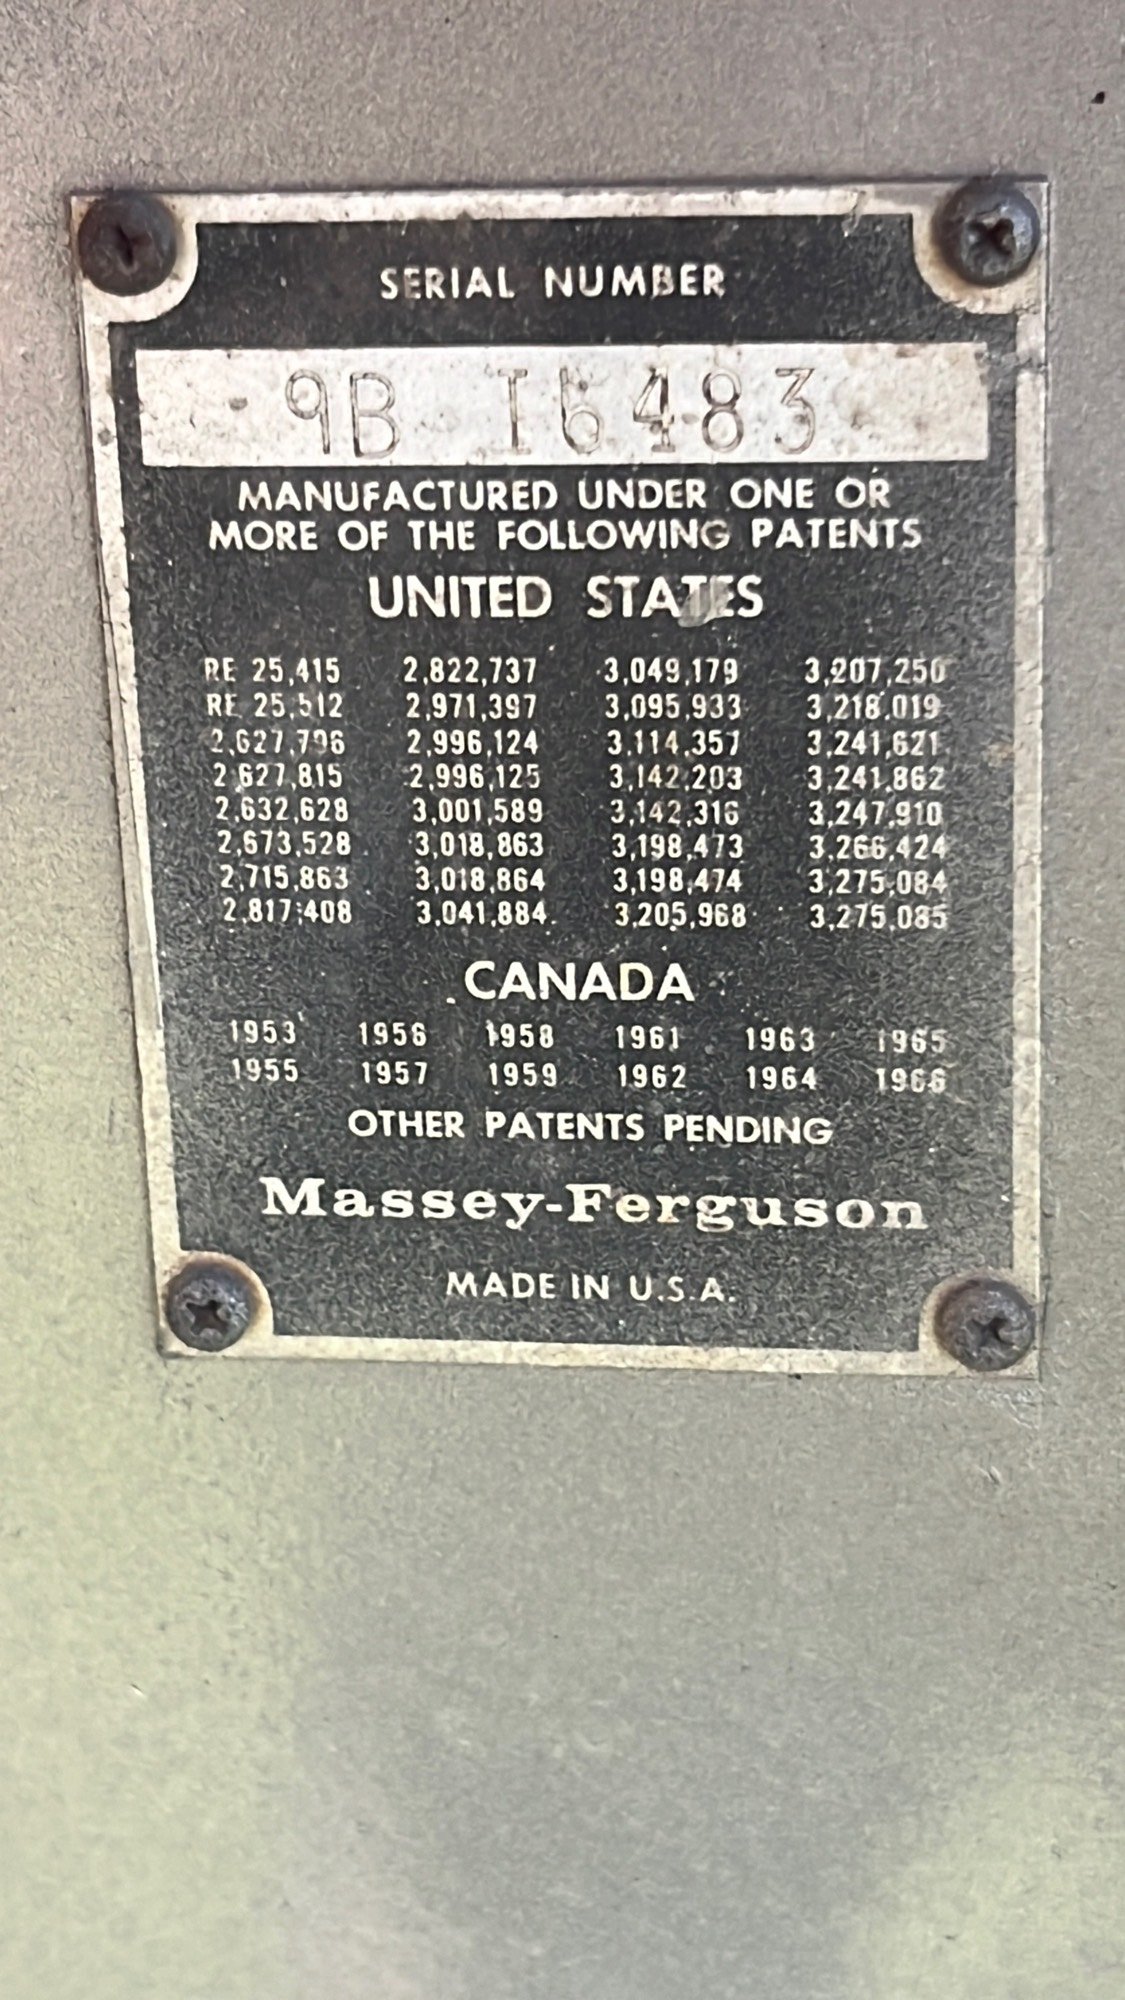 SERIAL NUMBER
9B I6483
MANUFACTURED UNDER ONE OR
MORE OF THE FOLLOWING PATENTS
UNITED STATES
RE 25,415 2,822,737 3,049,179 3,207,250
RE 25,512 2,971,397 3,095,933 3,218,019
2,627,796 2,996,124 3,114,357 3,241,621
2,627,815 2,996,125 3,142,203 3,241,862
2,632,628 3,001,589 3,142,316 3,247,910
2,673,528 3,018,863 3,198,473 3,266,424
2,715,863 3,018,864 3,198,474 3,275,084
2,817,408 3,041,884 3,205,968 3,275,085
CANADA
1953 1956 1958 1961 1963 1965
1955 1957 1959 1962 1964 1966
OTHER PATENTS PENDING
Massey-Ferguson
MADE IN U.S.A.